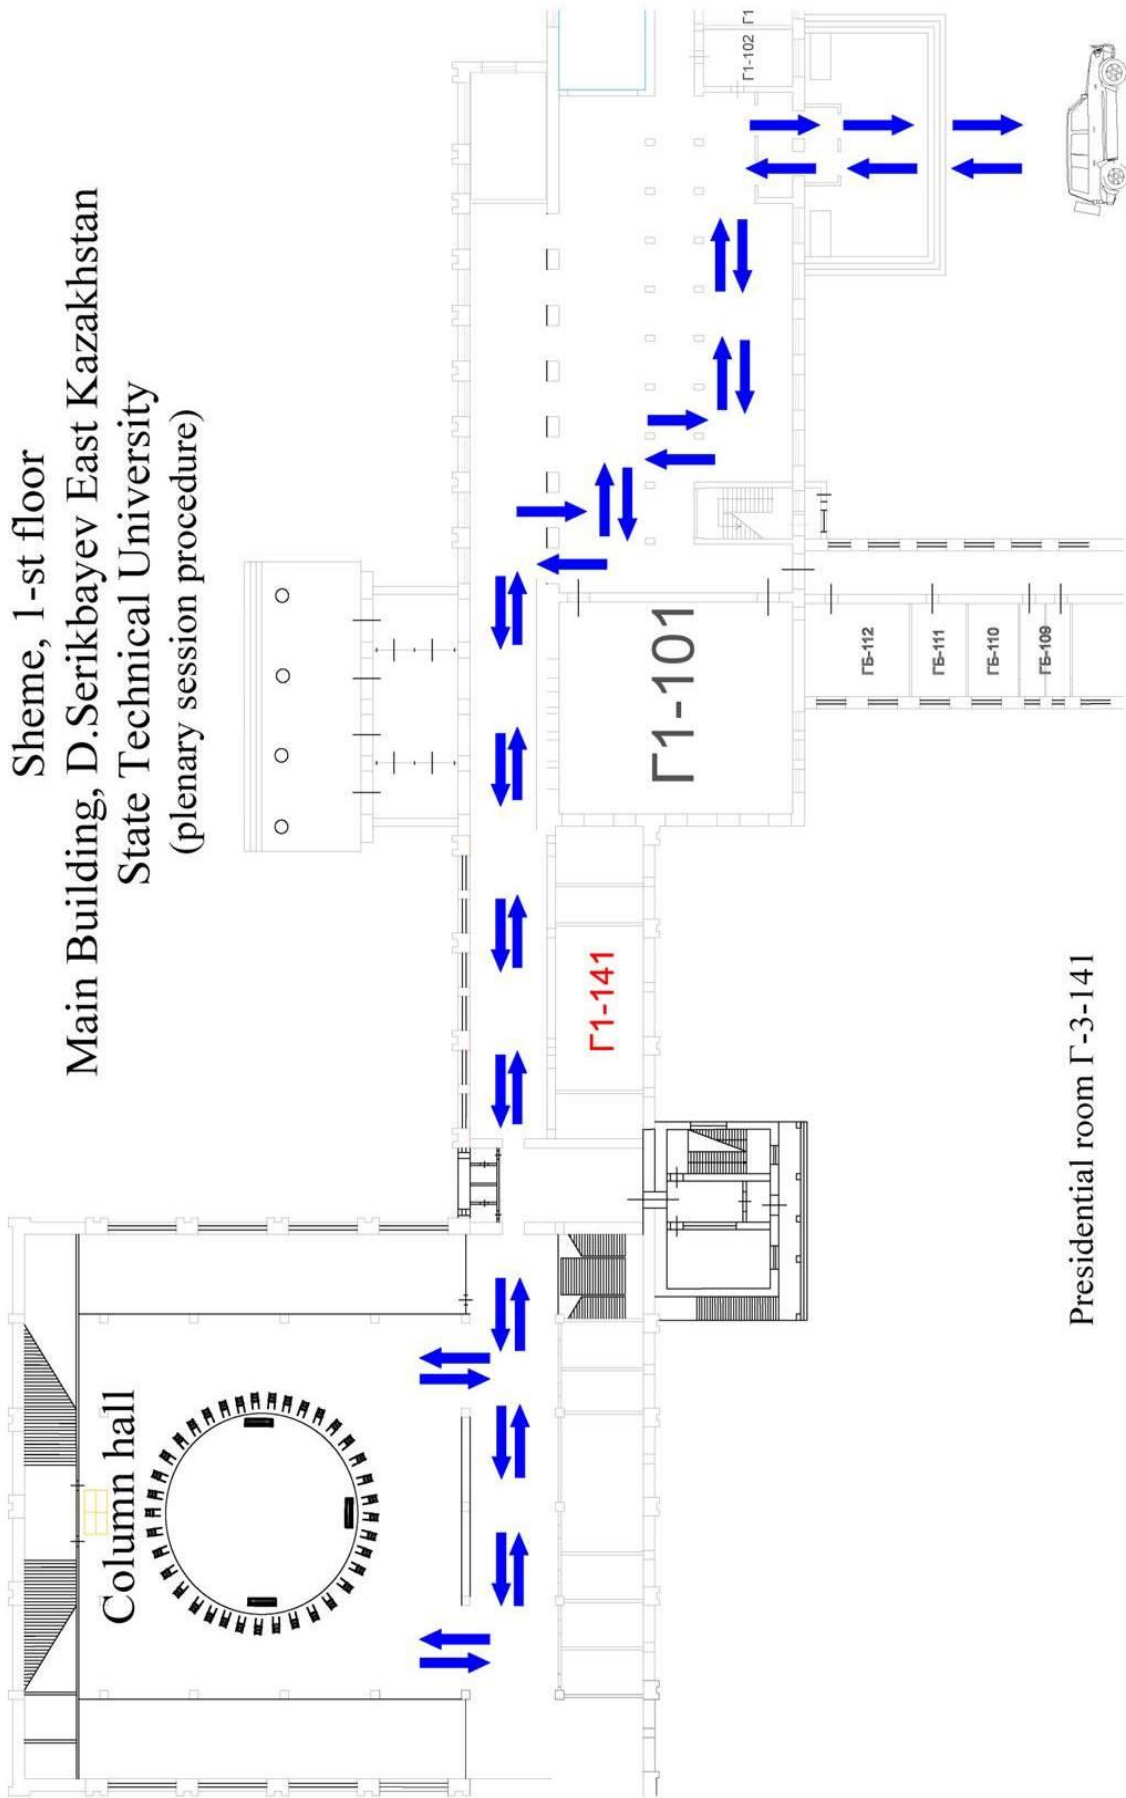 Sheme, 1-st floor
Main Building, D.Serikbayev East Kazakhstan
State Technical University
(plenary session procedure)
Column hall
Г1-141
Г1-101
Г1-102
Г1
ГБ-112
ГБ-111
ГБ-110
ГБ-109
Presidential room Г-3-141